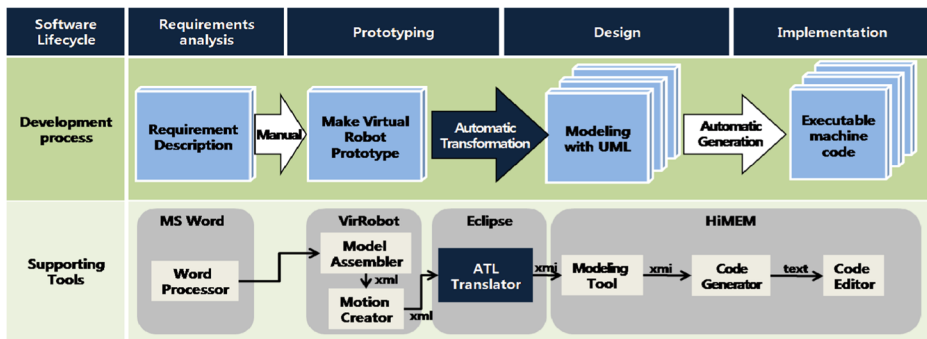 Software
Lifecycle
Requirements
analysis
Prototyping
Design
Implementation
Development
process
Requirement
Description
Manual
Make Virtual
Robot
Prototype
Automatic
Transformation
Modeling
with UML
Automatic
Generation
Executable
machine
code
Supporting
Tools
MS Word
VirRobot
Eclipse
HiMEM
Word
Processor
Model
Assembler
xml
Motion
Creator
xml
ATL
Translator
xmi
Modeling
Tool
xmi
Code
Generator
text
Code
Editor